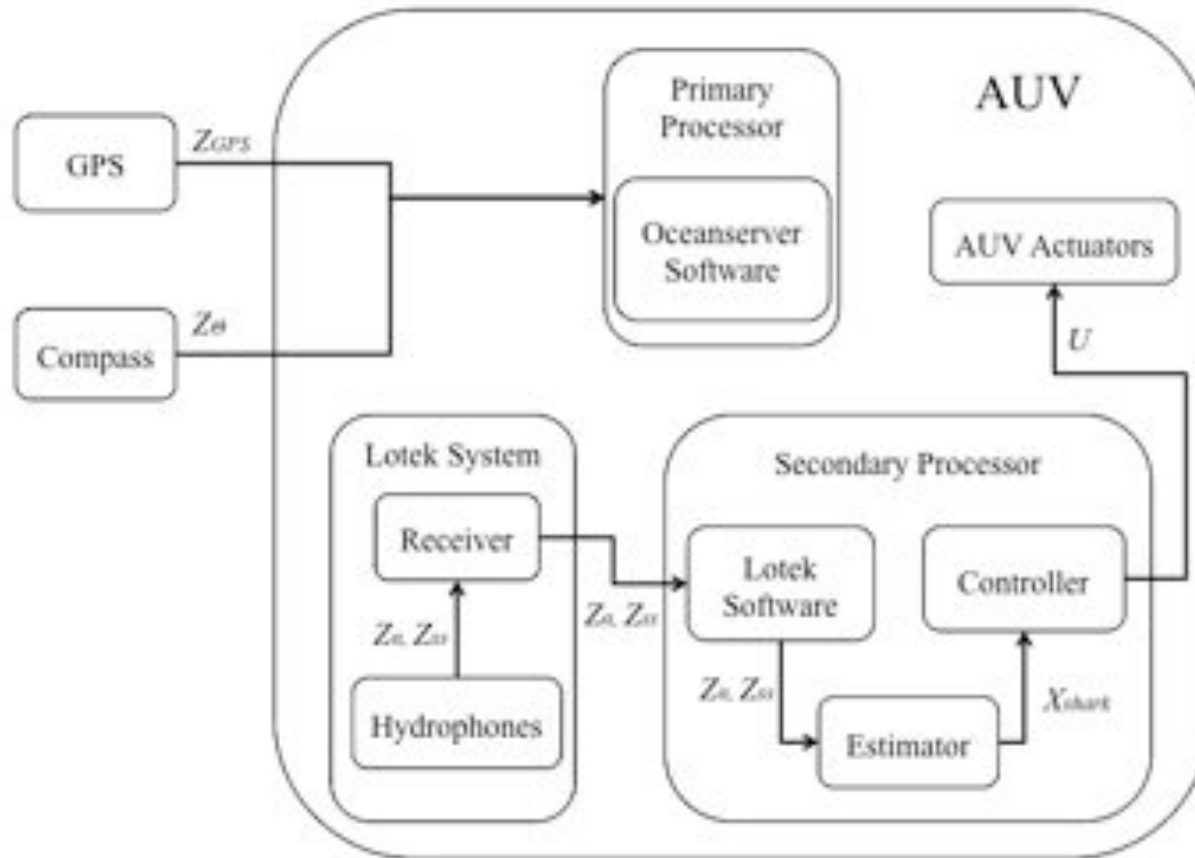 AUV
Primary
Processor
GPS
ZGPS
Oceanserver
Software
AUV Actuators
Compass
U
Lotek System
Secondary Processor
Receiver
Lotek
Software
Controller
Hydrophones
Estimator
Xshark